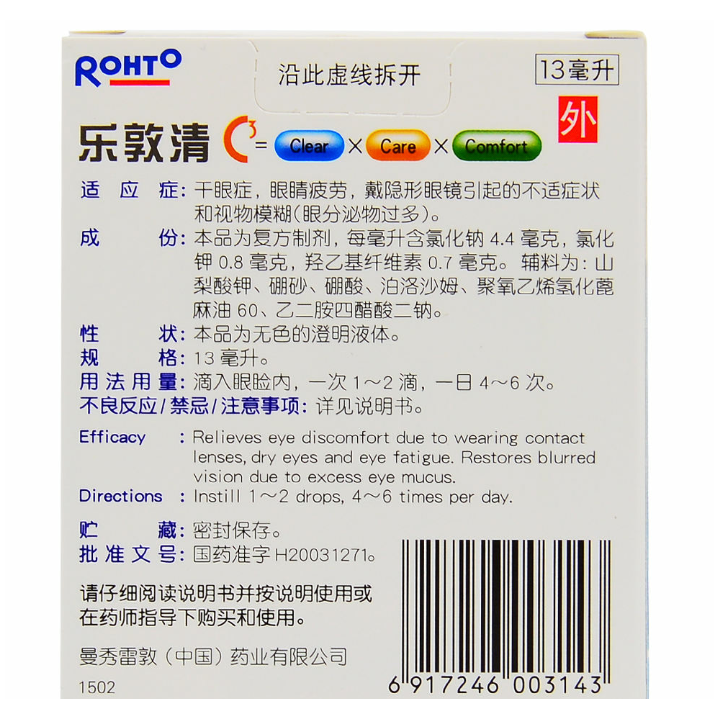 ROHTO
沿此虚线拆开
13毫升
外
乐敦清 C³= Clear × Care × Comfort
适应症：干眼症，眼睛疲劳，戴隐形眼镜引起的不适症状
和视物模糊（眼分泌物过多）。
成份：本品为复方制剂，每毫升含氯化钠 4.4 毫克，氯化
钾 0.8 毫克，羟乙基纤维素 0.7 毫克。辅料为：山
梨酸钾、硼砂、硼酸、泊洛沙姆、聚氧乙烯氢化蓖
麻油 60、乙二胺四醋酸二钠。
性状：本品为无色的澄明液体。
规格：13 毫升。
用法用量：滴入眼睑内，一次 1～2 滴，一日 4～6 次。
不良反应/禁忌/注意事项：详见说明书。
Efficacy : Relieves eye discomfort due to wearing contact
lenses, dry eyes and eye fatigue. Restores blurred
vision due to excess eye mucus.
Directions : Instill 1～2 drops, 4～6 times per day.
贮藏：密封保存。
批准文号：国药准字 H20031271。
请仔细阅读说明书并按说明使用或
在药师指导下购买和使用。
曼秀雷敦（中国）药业有限公司
1502
6 917246 003143